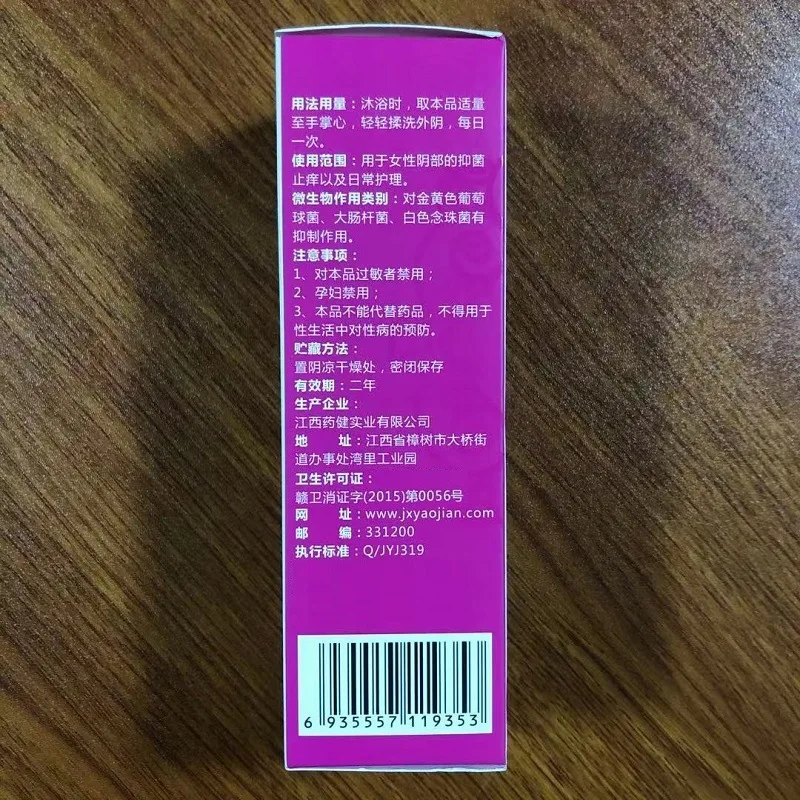 用法用量：沐浴时，取本品适量
至手掌心，轻轻揉洗外阴，每日
一次。
使用范围：用于女性阴部的抑菌
止痒以及日常护理。
微生物作用类别：对金黄色葡萄
球菌、大肠杆菌、白色念珠菌有
抑制作用。
注意事项：
1、对本品过敏者禁用；
2、孕妇禁用；
3、本品不能代替药品，不得用于
性生活中对性病的预防。
贮藏方法：
置阴凉干燥处，密闭保存
有效期：二年
生产企业：
江西药健实业有限公司
地 址：江西省樟树市大桥街
道办事处湾里工业园
卫生许可证：
赣卫消证字(2015)第0056号
网 址：www.jxyaojian.com
邮 编：331200
执行标准：Q/JYJ319
6 935557 119353